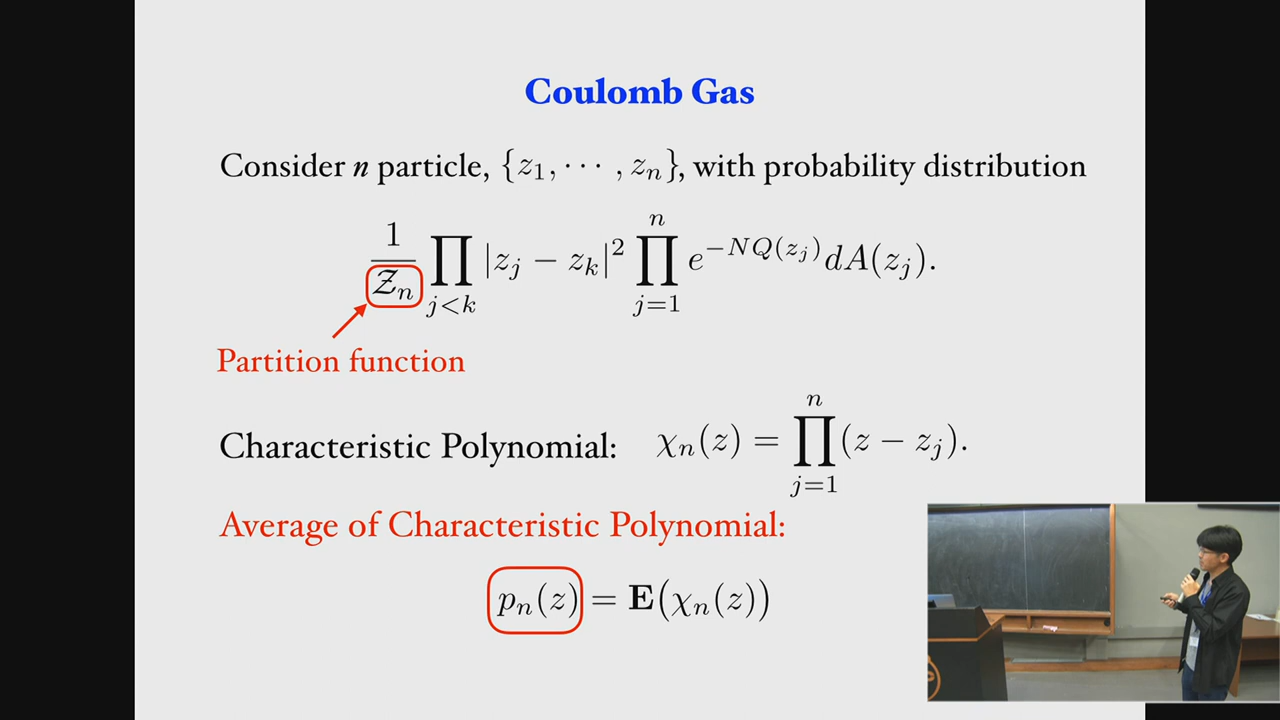 Coulomb Gas
Consider n particle, {z₁, ⋯ , zₙ}, with probability distribution
1/𝒵ₙ ∏_{j<k} |z_j − z_k|² ∏_{j=1}^{n} e^{−NQ(z_j)} dA(z_j).
Partition function
Characteristic Polynomial: χₙ(z) = ∏_{j=1}^{n} (z − z_j).
Average of Characteristic Polynomial:
pₙ(z) = E(χₙ(z))